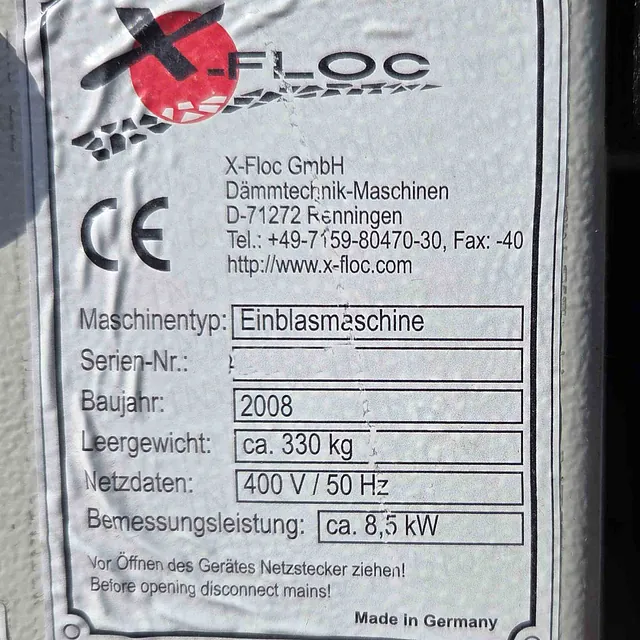 X-FLOC
X-Floc GmbH
Dämmtechnik-Maschinen
D-71272 Renningen
Tel.: +49-7159-80470-30, Fax: -40
http://www.x-floc.com
CE
Maschinentyp: Einblasmaschine
Serien-Nr.:
Baujahr: 2008
Leergewicht: ca. 330 kg
Netzdaten: 400 V / 50 Hz
Bemessungsleistung: ca. 8,5 kW
Vor Öffnen des Gerätes Netzstecker ziehen!
Before opening disconnect mains!
Made in Germany